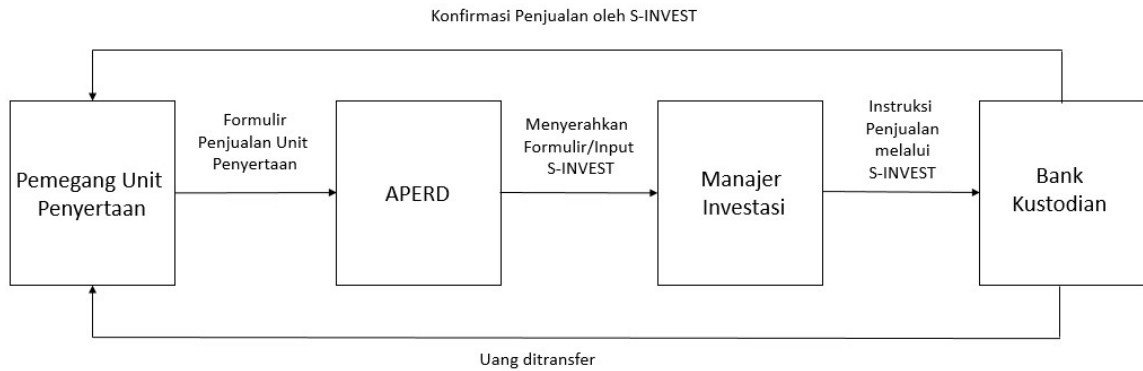 Konfirmasi Penjualan oleh S-INVEST
Pemegang Unit
Penyertaan
Formulir
Penjualan Unit
Penyertaan
APERD
Menyerahkan
Formulir/Input
S-INVEST
Manajer
Investasi
Instruksi
Penjualan
melalui
S-INVEST
Bank
Kustodian
Uang ditransfer